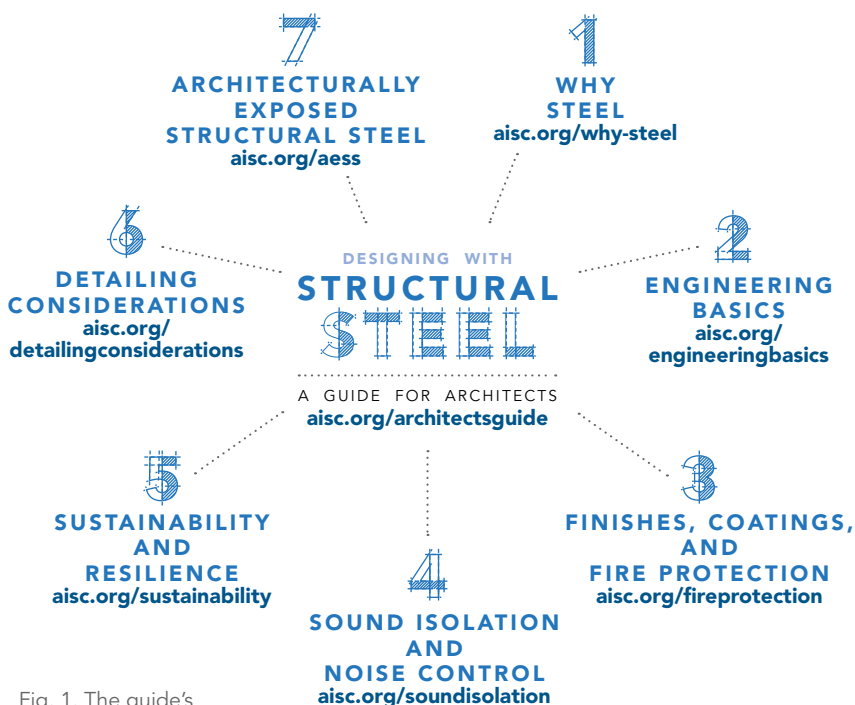 DESIGNING WITH
STRUCTURAL
STEEL
A GUIDE FOR ARCHITECTS
aisc.org/architectsguide
1
WHY
STEEL
aisc.org/why-steel
2
ENGINEERING
BASICS
aisc.org/
engineeringbasics
3
FINISHES, COATINGS,
AND
FIRE PROTECTION
aisc.org/fireprotection
4
SOUND ISOLATION
AND
NOISE CONTROL
aisc.org/soundisolation
5
SUSTAINABILITY
AND
RESILIENCE
aisc.org/sustainability
6
DETAILING
CONSIDERATIONS
aisc.org/
detailingconsiderations
7
ARCHITECTURALLY
EXPOSED
STRUCTURAL STEEL
aisc.org/aess
Fig. 1. The guide's